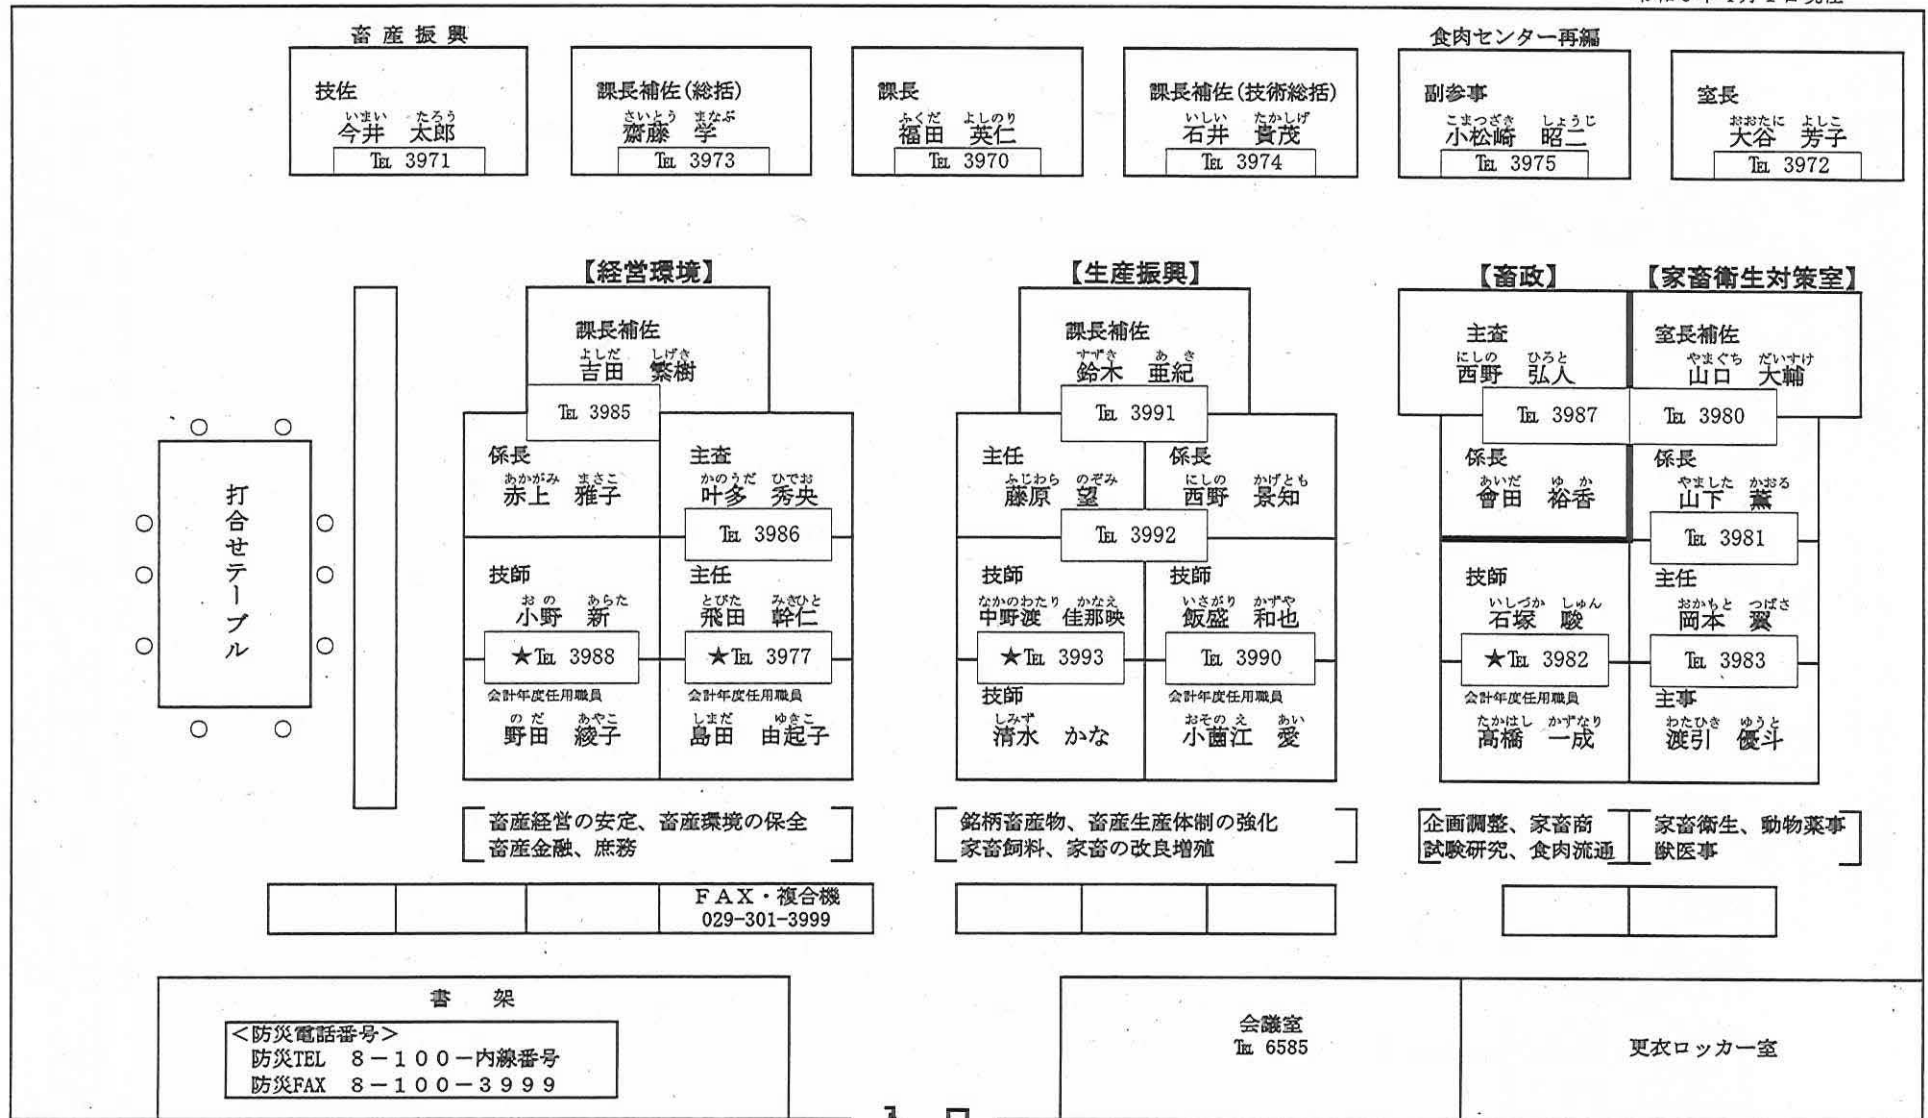 畜産振興
食肉センター再編
技佐
いまい たろう
今井 太郎
℡ 3971
課長補佐(総括)
さいとう まなぶ
齋藤 学
℡ 3973
課長
ふくだ よしのり
福田 英仁
℡ 3970
課長補佐(技術総括)
いしい たかしげ
石井 貴茂
℡ 3974
副参事
こまつざき しょうじ
小松崎 昭二
℡ 3975
室長
おおたに よしこ
大谷 芳子
℡ 3972
打合せテーブル
【経営環境】
課長補佐
よしだ しげき
吉田 繁樹
℡ 3985
係長
あかがみ まさこ
赤上 雅子
主査
かのうだ ひでお
叶多 秀央
℡ 3986
技師
おの あらた
小野 新
★℡ 3988
主任
とびた みきひと
飛田 幹仁
★℡ 3977
会計年度任用職員
のだ あやこ
野田 綾子
会計年度任用職員
しまだ ゆきこ
島田 由起子
畜産経営の安定、畜産環境の保全
畜産金融、庶務
【生産振興】
課長補佐
すずき あき
鈴木 亜紀
℡ 3991
主任
ふじわら のぞみ
藤原 望
係長
にしの かげとも
西野 景知
℡ 3992
技師
なかのわたり かなえ
中野渡 佳那映
★℡ 3993
技師
いさがり かずや
飯盛 和也
℡ 3990
技師
しみず
清水 かな
会計年度任用職員
おそのえ あい
小薗江 愛
銘柄畜産物、畜産生産体制の強化
家畜飼料、家畜の改良増殖
【畜政】
主査
にしの ひろと
西野 弘人
℡ 3987
係長
あいだ ゆか
會田 裕香
技師
いしづか しゅん
石塚 駿
★℡ 3982
会計年度任用職員
たかはし かずなり
髙橋 一成
企画調整、家畜商
試験研究、食肉流通
【家畜衛生対策室】
室長補佐
やまぐち だいすけ
山口 大輔
℡ 3980
係長
やました かおる
山下 薫
℡ 3981
主任
おかもと つばさ
岡本 翼
℡ 3983
主事
わたひき ゆうと
渡引 優斗
家畜衛生、動物薬事
獣医事
FAX・複合機
029-301-3999
書 架
<防災電話番号>
防災TEL 8-100-内線番号
防災FAX 8-100-3999
会議室
℡ 6585
更衣ロッカー室